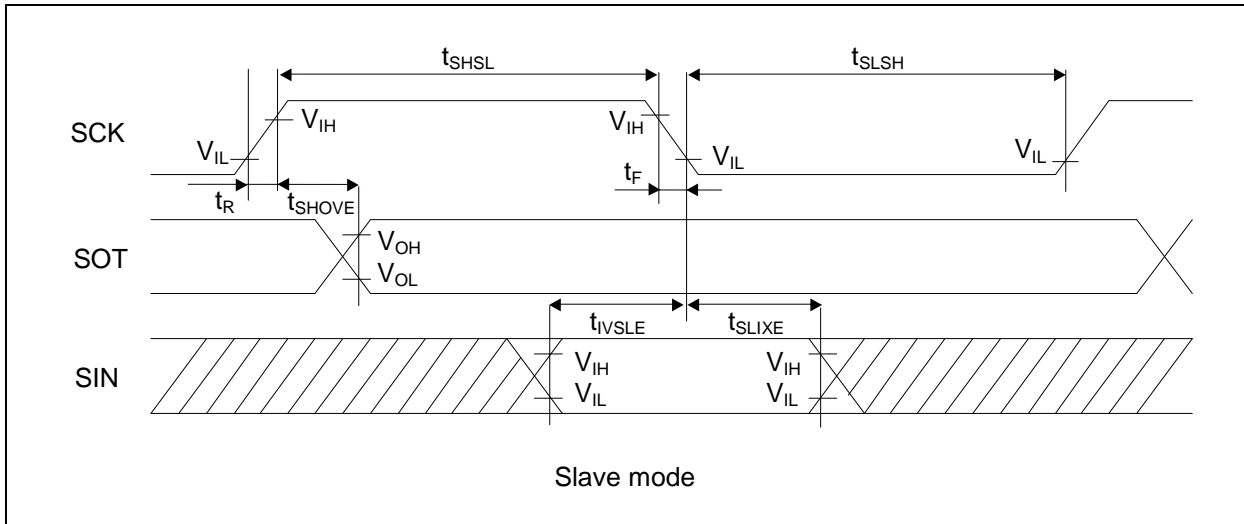 tSHSL
tSLSH
SCK
VIH
VIH
VIL
VIL
VIL
tF
tR
tSHOVE
SOT
VOH
VOL
tIVSLE
tSLIXE
SIN
VIH
VIH
VIL
VIL
Slave mode